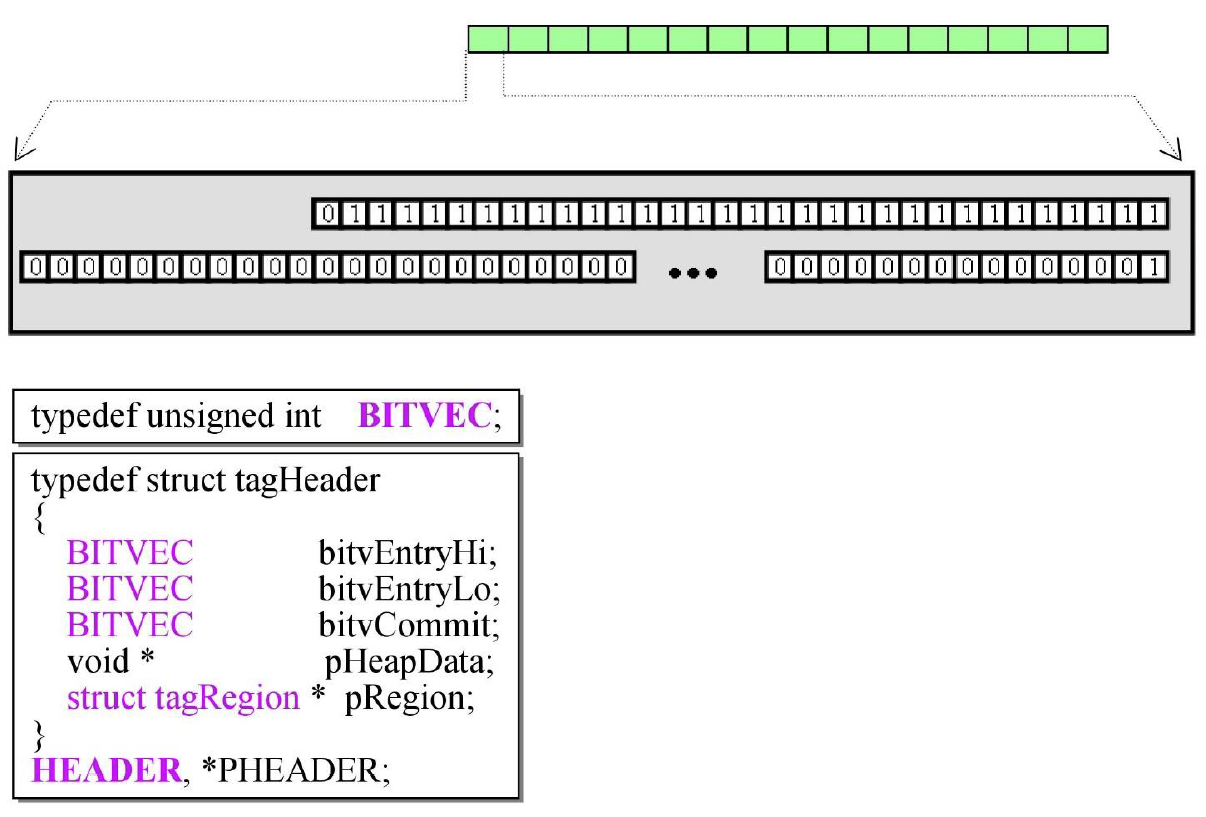 0 1 1 1 1 1 1 1 1 1 1 1 1 1 1 1 1 1 1 1 1 1 1 1 1 1 1 1 1 1 1 1
0 0 0 0 0 0 0 0 0 0 0 0 0 0 0 0 0 0 0 0 0 0 0 ••• 0 0 0 0 0 0 0 0 0 0 0 0 0 0 1
typedef unsigned int BITVEC;
typedef struct tagHeader
{
BITVEC bitvEntryHi;
BITVEC bitvEntryLo;
BITVEC bitvCommit;
void * pHeapData;
struct tagRegion * pRegion;
}
HEADER, *PHEADER;